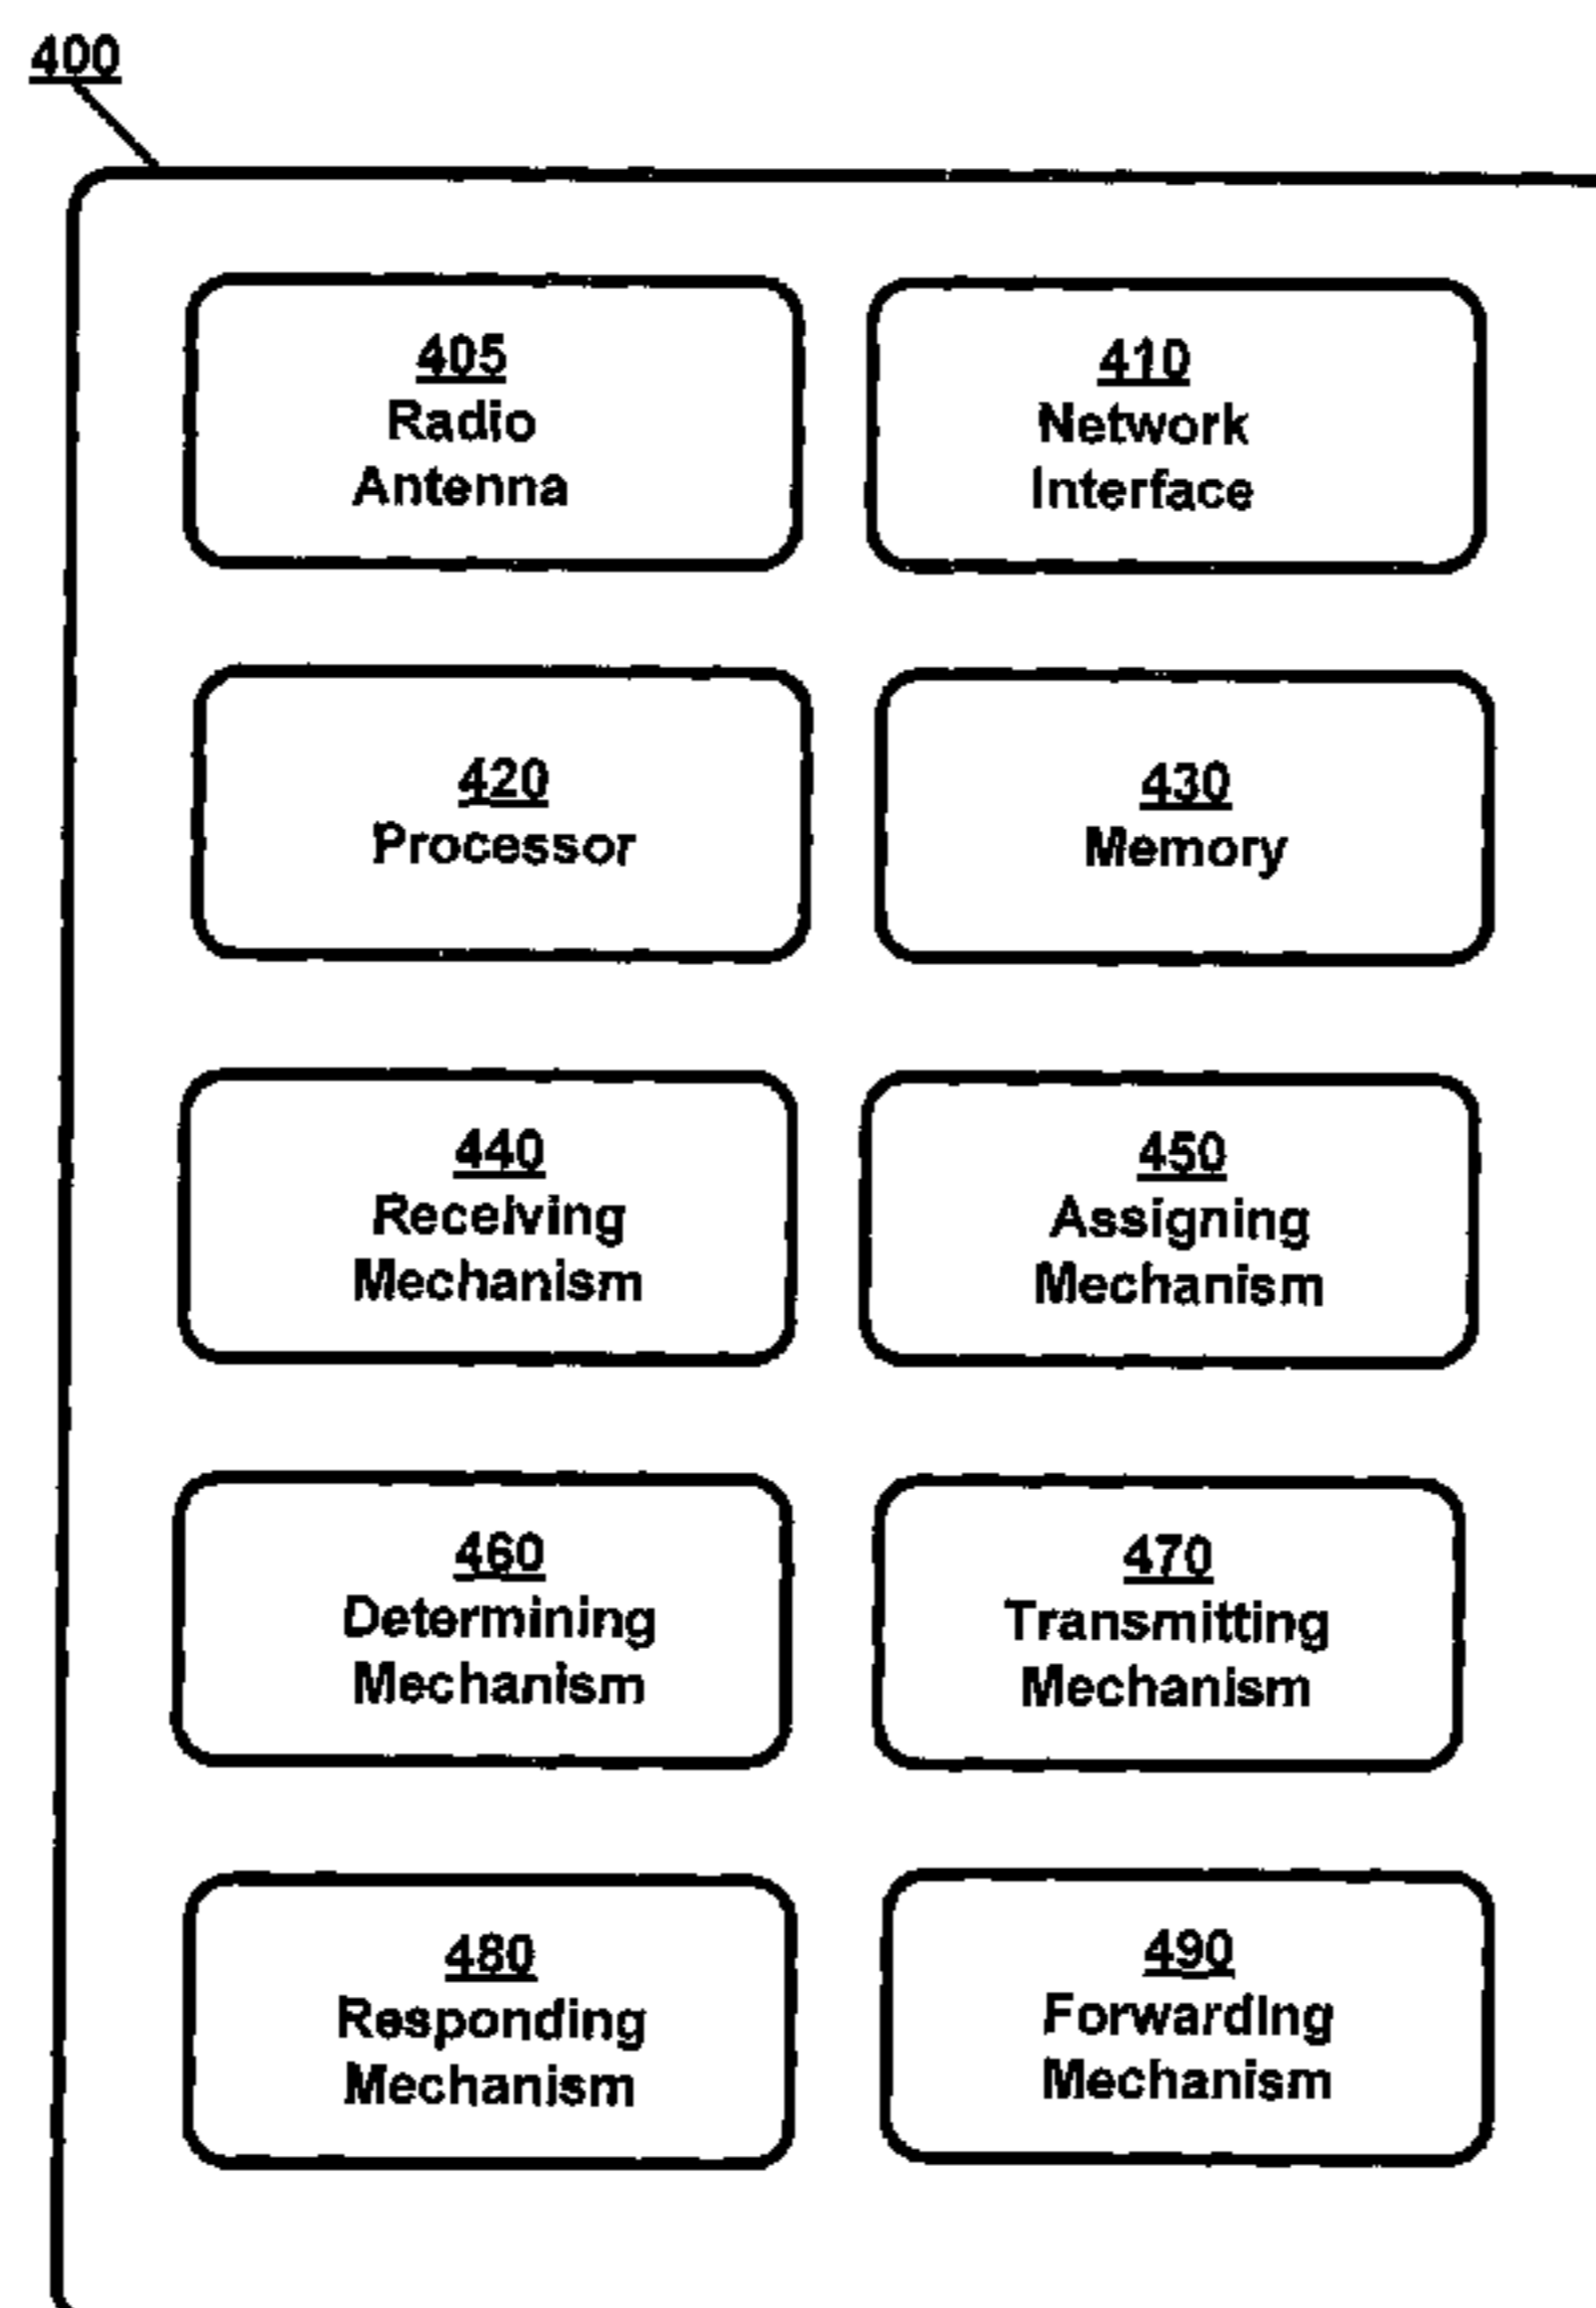 400
405
Radio
Antenna
410
Network
Interface
420
Processor
430
Memory
440
Receiving
Mechanism
450
Assigning
Mechanism
460
Determining
Mechanism
470
Transmitting
Mechanism
480
Responding
Mechanism
490
Forwarding
Mechanism